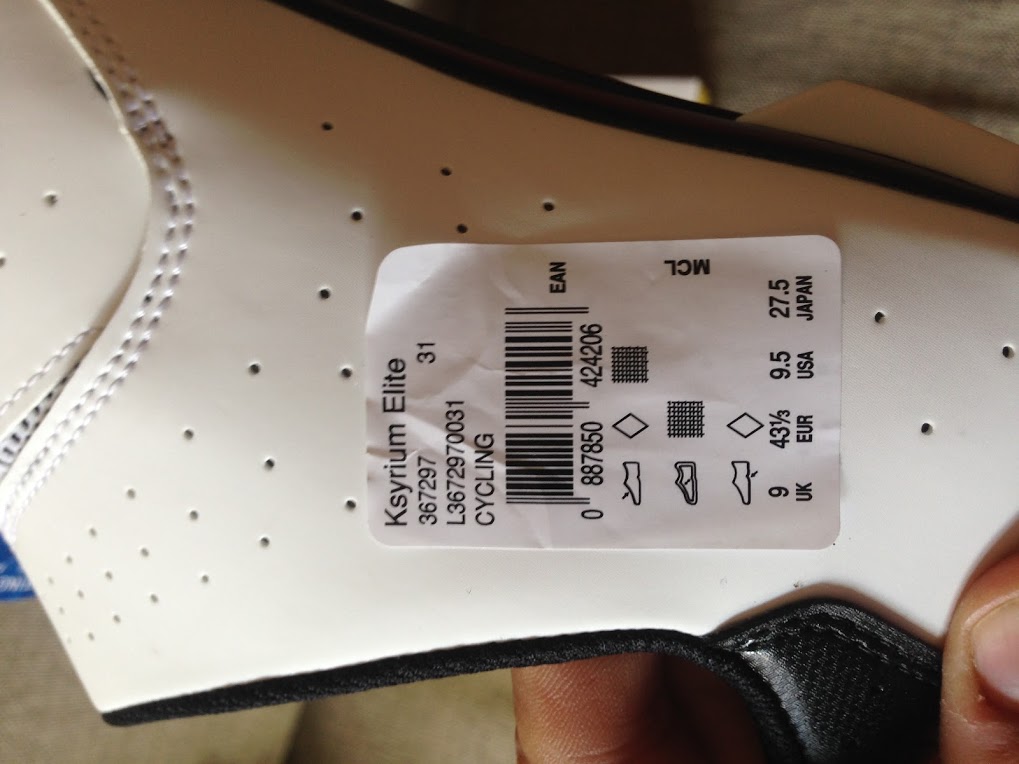 Ksyrium Elite
367297 31
L36729700031
CYCLING
EAN
0 887850 424206
MCL
9 43⅓ 9.5 27.5
UK EUR USA JAPAN